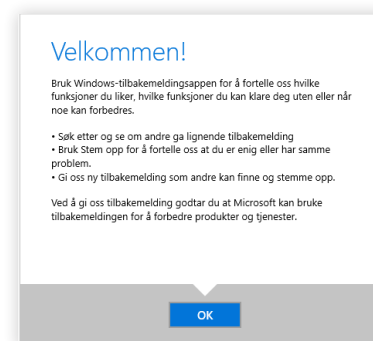 Velkommen!
Bruk Windows-tilbakemeldingsappen for å fortelle oss hvilke
funksjoner du liker, hvilke funksjoner du kan klare deg uten eller når
noe kan forbedres.
• Søk etter og se om andre ga lignende tilbakemelding
• Bruk Stem opp for å fortelle oss at du er enig eller har samme
problem.
• Gi oss ny tilbakemelding som andre kan finne og stemme opp.
Ved å gi oss tilbakemelding godtar du at Microsoft kan bruke
tilbakemeldingen for å forbedre produkter og tjenester.
OK